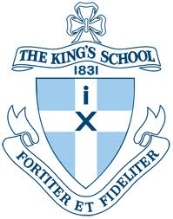 THE KING'S SCHOOL
1831
i
X
FORTITER ET FIDELITER